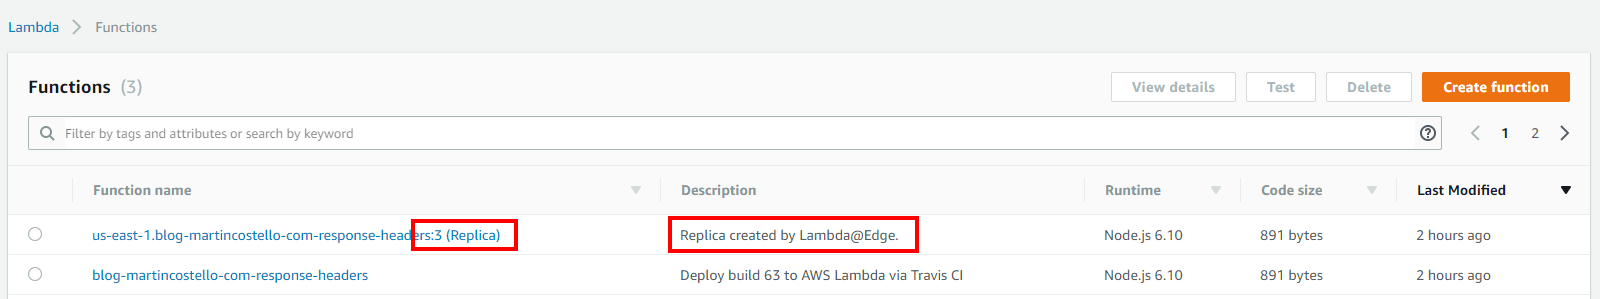 Lambda > Functions
Functions (3) View details Test Delete Create function
Filter by tags and attributes or search by keyword ? < 1 2 >
Function name Description Runtime Code size Last Modified
us-east-1.blog-martincostello-com-response-headers:3 (Replica) Replica created by Lambda@Edge. Node.js 6.10 891 bytes 2 hours ago
blog-martincostello-com-response-headers Deploy build 63 to AWS Lambda via Travis CI Node.js 6.10 891 bytes 2 hours ago